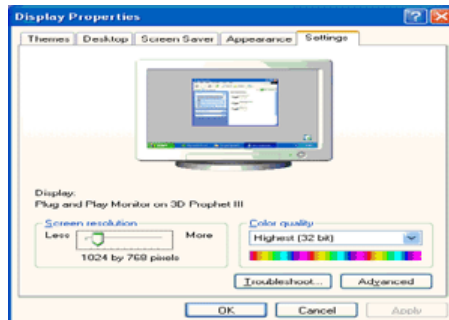 Display Properties
Themes Desktop Screen Saver Appearance Settings
Display:
Plug and Play Monitor on 3D Prophet III
Screen resolution
Less More
1024 by 768 pixels
Color quality
Highest (32 bit)
Troubleshoot... Advanced
OK Cancel Apply